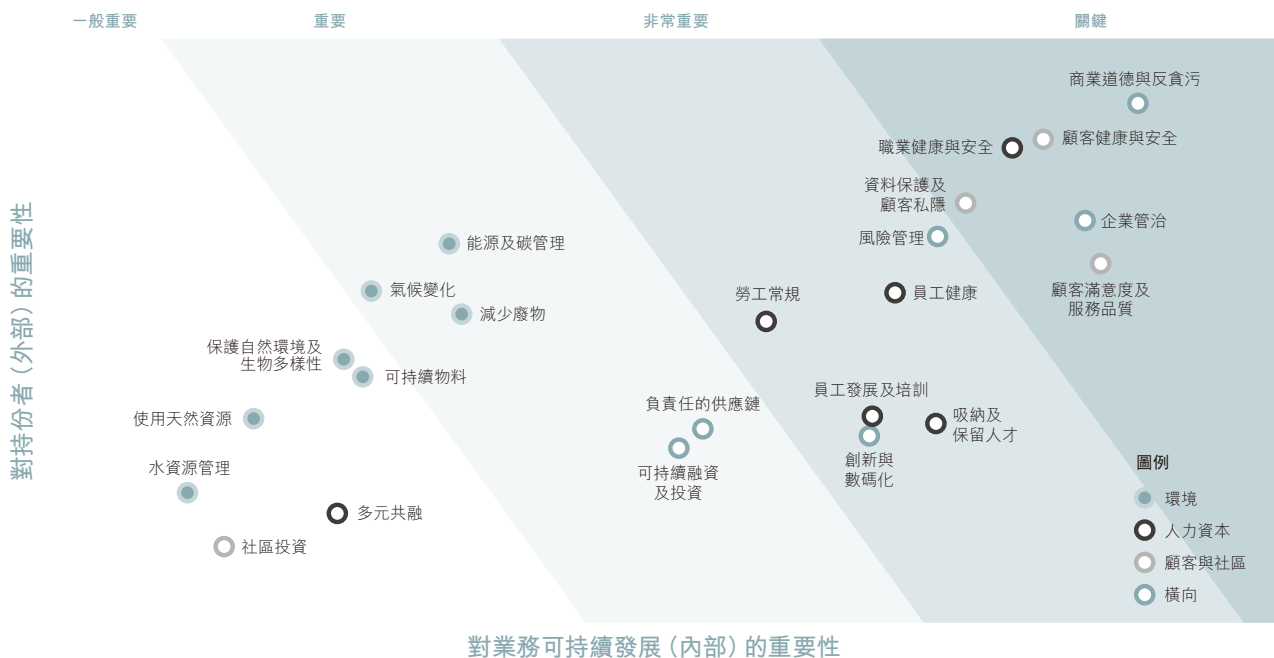 一般重要
重要
非常重要
關鍵
對持份者（外部）的重要性
商業道德與反貪污
職業健康與安全
顧客健康與安全
資料保護及
顧客私隱
企業管治
風險管理
能源及碳管理
顧客滿意度及
服務品質
氣候變化
勞工常規
員工健康
減少廢物
保護自然環境及
生物多樣性
可持續物料
使用天然資源
負責任的供應鏈
員工發展及培訓
吸納及
保留人才
水資源管理
可持續融資
及投資
創新與
數碼化
多元共融
社區投資
圖例
環境
人力資本
顧客與社區
橫向
對業務可持續發展（內部）的重要性